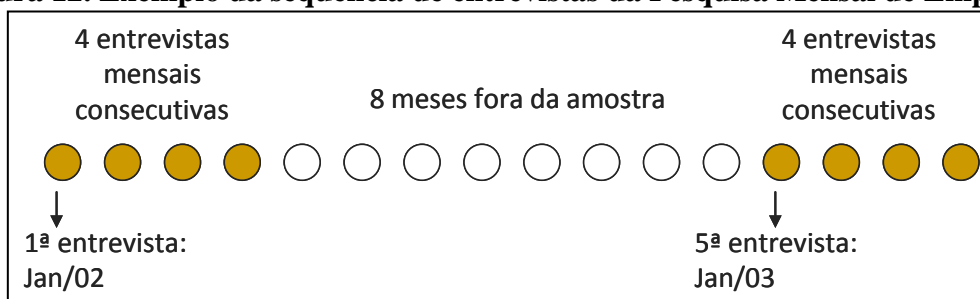 4 entrevistas
mensais
consecutivas
8 meses fora da amostra
4 entrevistas
mensais
consecutivas
1ª entrevista:
Jan/02
5ª entrevista:
Jan/03